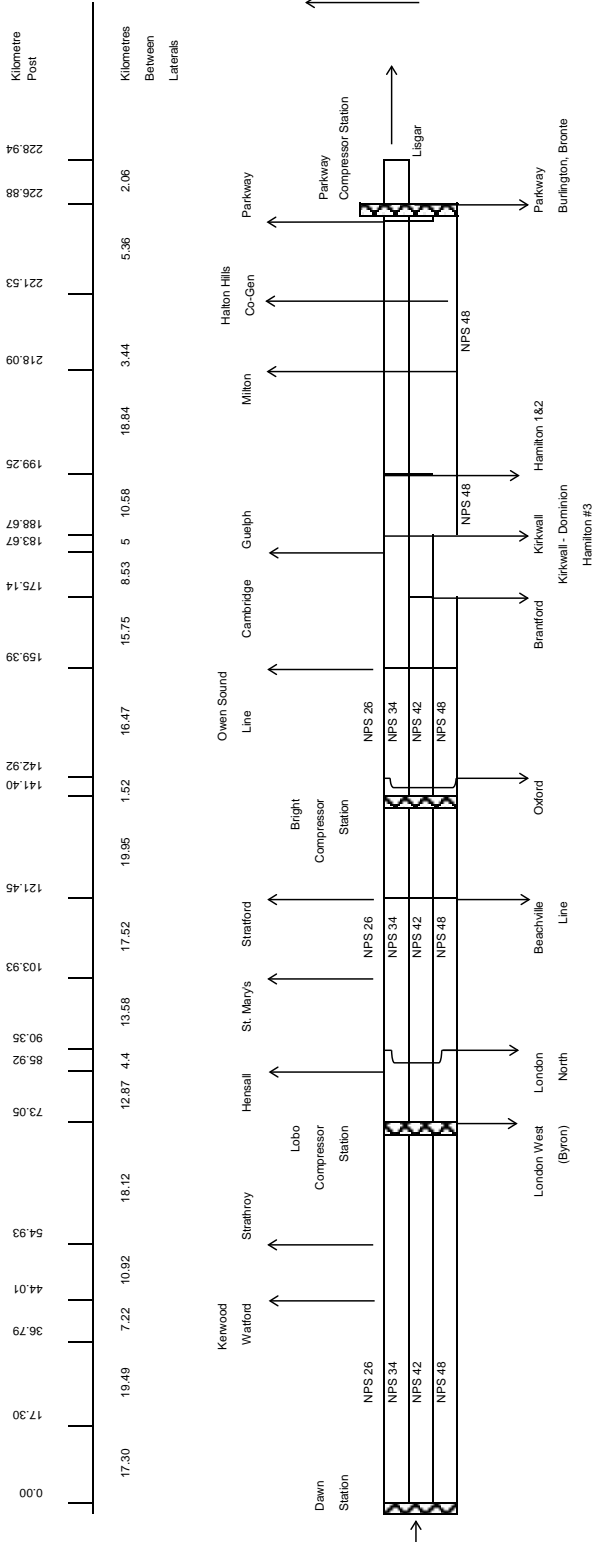 Kilometre
Post
0.00
17.30
36.79
44.01
54.93
73.05
85.92
90.35
103.93
121.45
141.40
142.92
159.39
175.14
183.67
188.67
199.25
218.09
221.53
226.88
228.94
Kilometres
Between
Laterals
17.30
19.49
7.22
10.92
18.12
12.87
4.4
13.58
17.52
19.95
1.52
16.47
15.75
8.53
5
10.58
18.84
3.44
5.36
2.06
Dawn
Station
Kerwood
Watford
Strathroy
Lobo
Compressor
Station
Hensall
St. Mary's
Stratford
Bright
Compressor
Station
Owen Sound
Line
Cambridge
Guelph
Milton
Halton Hills
Co-Gen
Parkway
Parkway
Compressor Station
Lisgar
NPS 26
NPS 34
NPS 42
NPS 48
NPS 26
NPS 34
NPS 42
NPS 48
NPS 26
NPS 34
NPS 42
NPS 48
NPS 48
NPS 48
London West
(Byron)
London
North
Beachville
Line
Oxford
Brantford
Kirkwall
Kirkwall - Dominion
Hamilton #3
Hamilton 1&2
Parkway
Burlington, Bronte